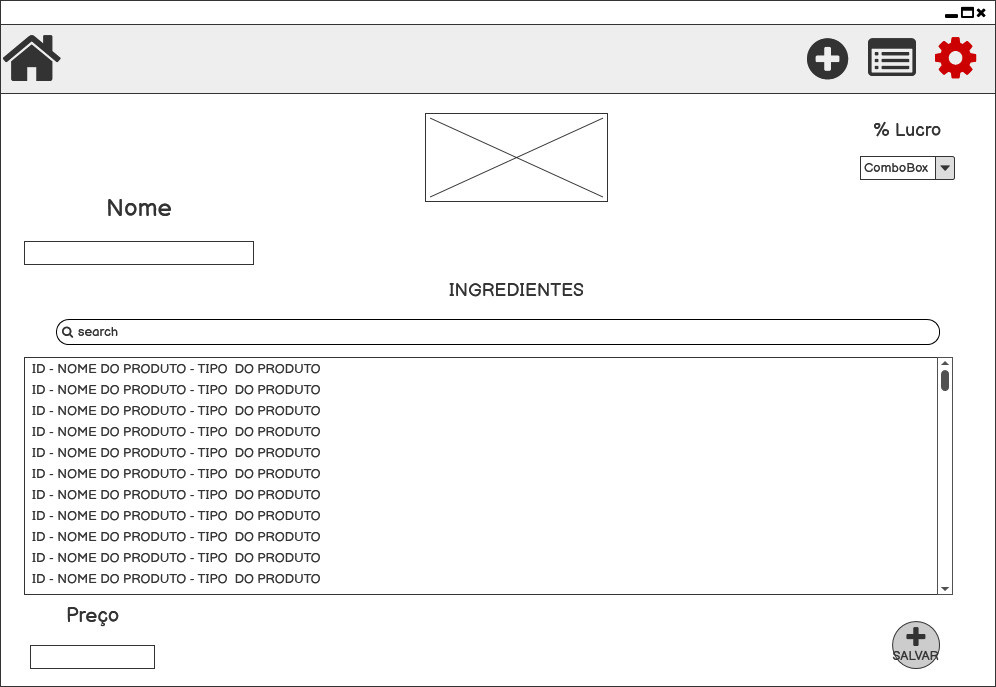 % Lucro
ComboBox
Nome
INGREDIENTES
search
ID - NOME DO PRODUTO - TIPO  DO PRODUTO
ID - NOME DO PRODUTO - TIPO  DO PRODUTO
ID - NOME DO PRODUTO - TIPO  DO PRODUTO
ID - NOME DO PRODUTO - TIPO  DO PRODUTO
ID - NOME DO PRODUTO - TIPO  DO PRODUTO
ID - NOME DO PRODUTO - TIPO  DO PRODUTO
ID - NOME DO PRODUTO - TIPO  DO PRODUTO
ID - NOME DO PRODUTO - TIPO  DO PRODUTO
ID - NOME DO PRODUTO - TIPO  DO PRODUTO
ID - NOME DO PRODUTO - TIPO  DO PRODUTO
ID - NOME DO PRODUTO - TIPO  DO PRODUTO
Preço
SALVAR